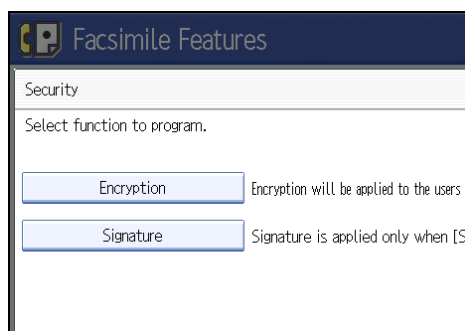 Facsimile Features
Security
Select function to program.
Encryption Encryption will be applied to the users
Signature Signature is applied only when [S